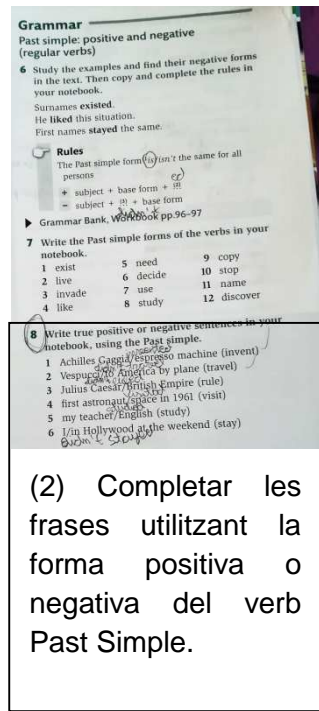 Grammar
Past simple: positive and negative
(regular verbs)
6 Study the examples and find their negative forms
in the text. Then copy and complete the rules in
your notebook.
Surnames existed.
He liked this situation.
First names stayed the same.
Rules
The Past simple form is/isn't the same for all
persons
ed
+ subject + base form + [?]
− subject + [?] + base form
didn't
Grammar Bank, Workbook pp.96–97
7 Write the Past simple forms of the verbs in your
notebook.
1 exist 5 need 9 copy
2 live 6 decide 10 stop
3 invade 7 use 11 name
4 like 8 study 12 discover
8 Write true positive or negative sentences in your
notebook, using the Past simple.
invented
1 Achilles Gaggia/espresso machine (invent)
2 Vespucci/to America by plane (travel)
3 Julius Caesar/British Empire (rule)
visited
4 first astronaut/space in 1961 (visit)
studied
5 my teacher/English (study)
6 I/in Hollywood at the weekend (stay)
(2) Completar les
frases utilitzant la
forma positiva o
negativa del verb
Past Simple.